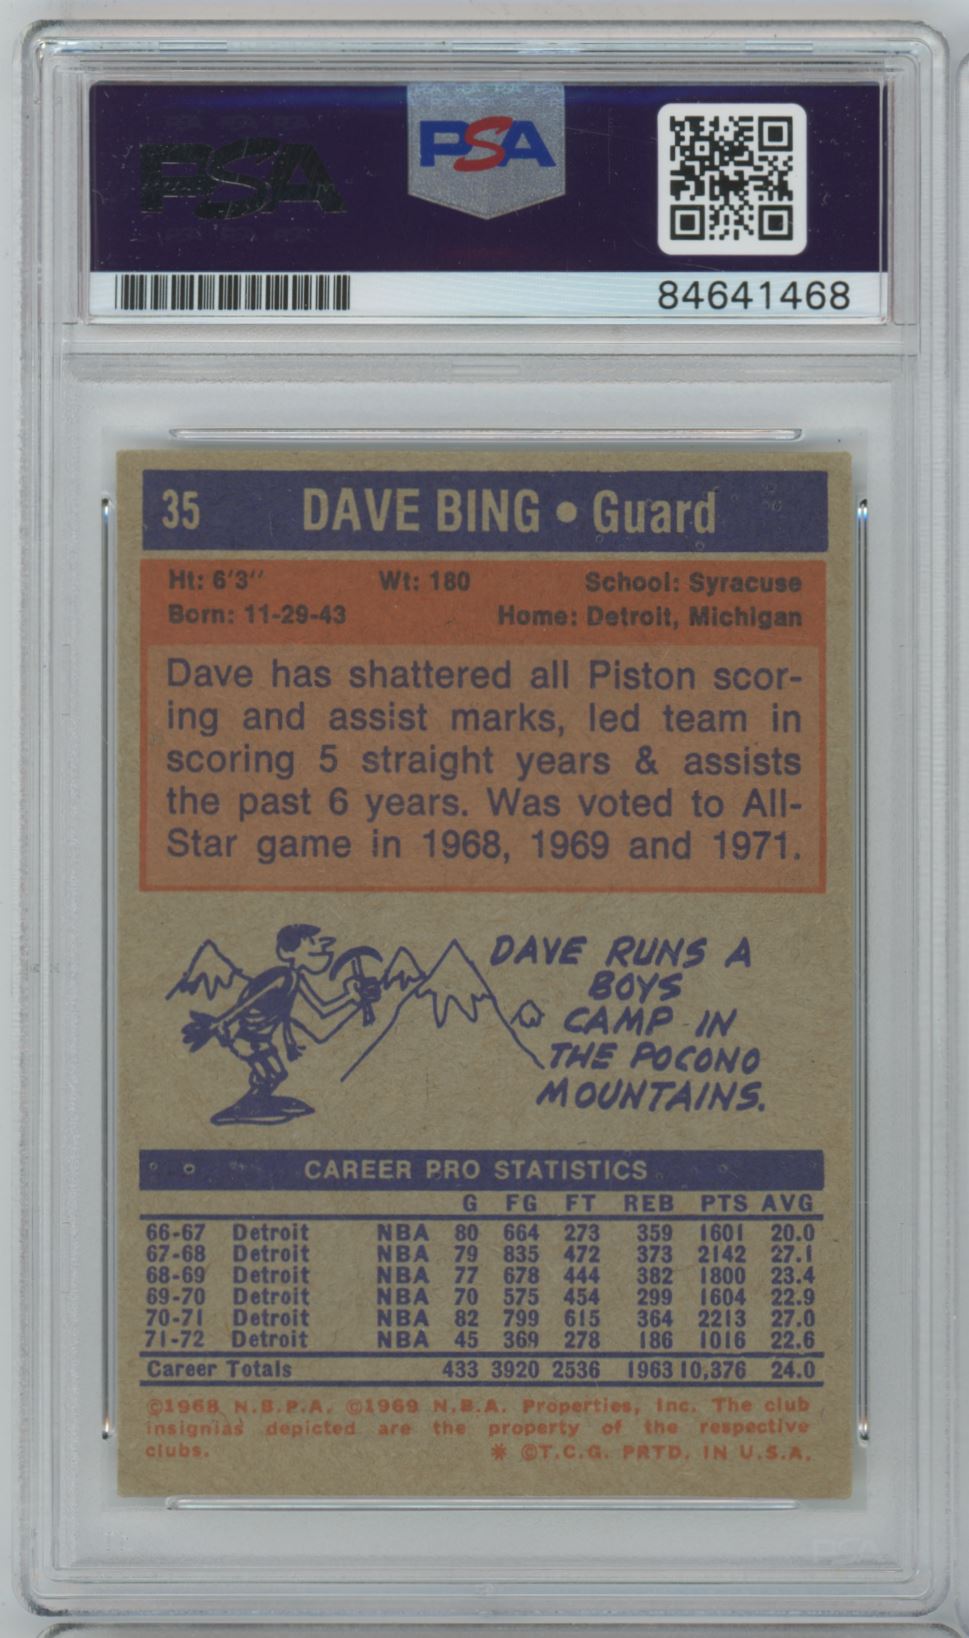 PSA
PSA
84641468
35 DAVE BING • Guard
Ht: 6'3" Wt: 180 School: Syracuse
Born: 11-29-43 Home: Detroit, Michigan
Dave has shattered all Piston scor-
ing and assist marks, led team in
scoring 5 straight years & assists
the past 6 years. Was voted to All-
Star game in 1968, 1969 and 1971.
DAVE RUNS A
BOYS
CAMP IN
THE POCONO
MOUNTAINS.
CAREER PRO STATISTICS
G FG FT REB PTS AVG
66-67 Detroit NBA 80 664 273 359 1601 20.0
67-68 Detroit NBA 79 835 472 373 2142 27.1
68-69 Detroit NBA 77 678 444 382 1800 23.4
69-70 Detroit NBA 70 575 454 299 1604 22.9
70-71 Detroit NBA 82 799 615 364 2213 27.0
71-72 Detroit NBA 45 369 278 186 1016 22.6
Career Totals 433 3920 2536 1963 10,376 24.0
©1968 N.B.P.A. ©1969 N.B.A. Properties, Inc. The club
insignias depicted are the property of the respective
clubs. * ©T.C.G. PRTD. IN U.S.A.
PSA